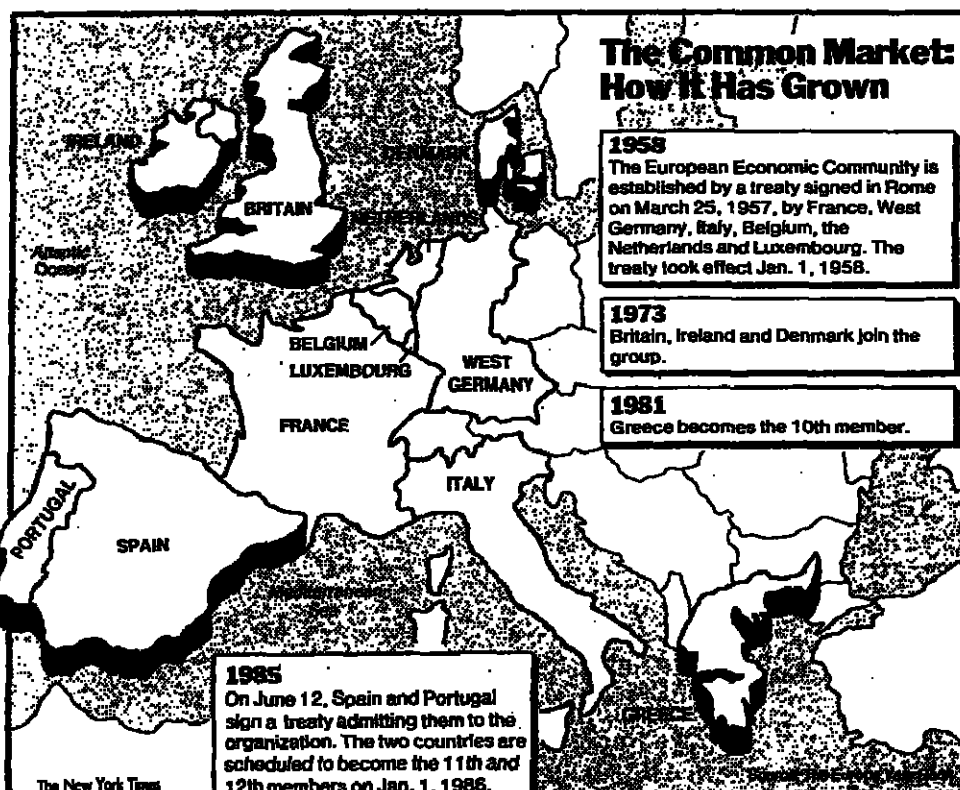 The Common Market:
How It Has Grown
1958
The European Economic Community is
established by a treaty signed in Rome
on March 25, 1957, by France, West
Germany, Italy, Belgium, the
Netherlands and Luxembourg. The
treaty took effect Jan. 1, 1958.
1973
Britain, Ireland and Denmark join the
group.
1981
Greece becomes the 10th member.
IRELAND
DENMARK
BRITAIN
NETHERLANDS
Atlantic
Ocean
BELGIUM
LUXEMBOURG
WEST
GERMANY
FRANCE
ITALY
PORTUGAL
SPAIN
Mediterranean
Sea
GREECE
1985
On June 12, Spain and Portugal
sign a treaty admitting them to the
organization. The two countries are
scheduled to become the 11th and
12th members on Jan. 1, 1986.
The New York Times